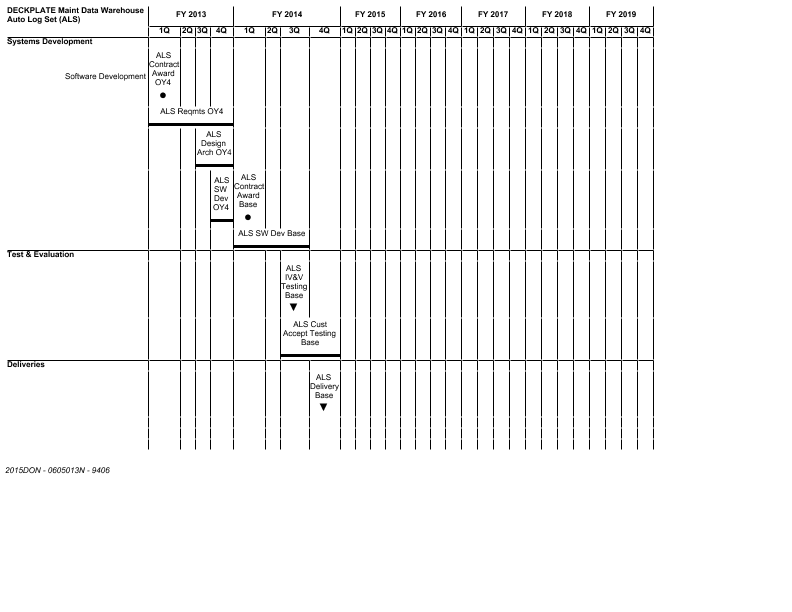 DECKPLATE Maint Data Warehouse
Auto Log Set (ALS)
FY 2013 FY 2014 FY 2015 FY 2016 FY 2017 FY 2018 FY 2019
1Q 2Q 3Q 4Q 1Q 2Q 3Q 4Q 1Q 2Q 3Q 4Q 1Q 2Q 3Q 4Q 1Q 2Q 3Q 4Q 1Q 2Q 3Q 4Q 1Q 2Q 3Q 4Q
Systems Development
Software Development
ALS
Contract
Award
OY4
ALS Reqmts OY4
ALS
Design
Arch OY4
ALS
SW
Dev
OY4
ALS
Contract
Award
Base
ALS SW Dev Base
Test & Evaluation
ALS
IV&V
Testing
Base
ALS Cust
Accept Testing
Base
Deliveries
ALS
Delivery
Base
2015DON - 0605013N - 9406